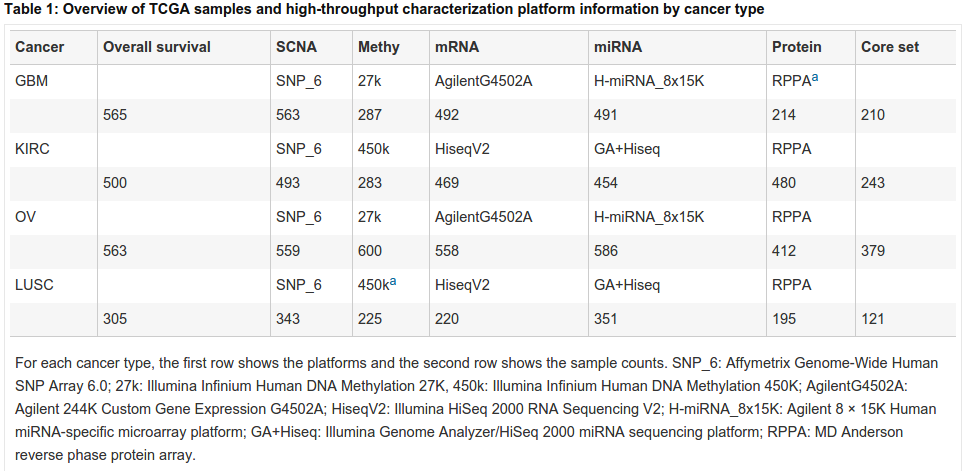 Table 1: Overview of TCGA samples and high-throughput characterization platform information by cancer type
Cancer Overall survival SCNA Methy mRNA miRNA Protein Core set
GBM SNP_6 27k AgilentG4502A H-miRNA_8x15K RPPAa
565 563 287 492 491 214 210
KIRC SNP_6 450k HiseqV2 GA+Hiseq RPPA
500 493 283 469 454 480 243
OV SNP_6 27k AgilentG4502A H-miRNA_8x15K RPPA
563 559 600 558 586 412 379
LUSC SNP_6 450ka HiseqV2 GA+Hiseq RPPA
305 343 225 220 351 195 121
For each cancer type, the first row shows the platforms and the second row shows the sample counts. SNP_6: Affymetrix Genome-Wide Human
SNP Array 6.0; 27k: Illumina Infinium Human DNA Methylation 27K, 450k: Illumina Infinium Human DNA Methylation 450K; AgilentG4502A:
Agilent 244K Custom Gene Expression G4502A; HiseqV2: Illumina HiSeq 2000 RNA Sequencing V2; H-miRNA_8x15K: Agilent 8 × 15K Human
miRNA-specific microarray platform; GA+Hiseq: Illumina Genome Analyzer/HiSeq 2000 miRNA sequencing platform; RPPA: MD Anderson
reverse phase protein array.